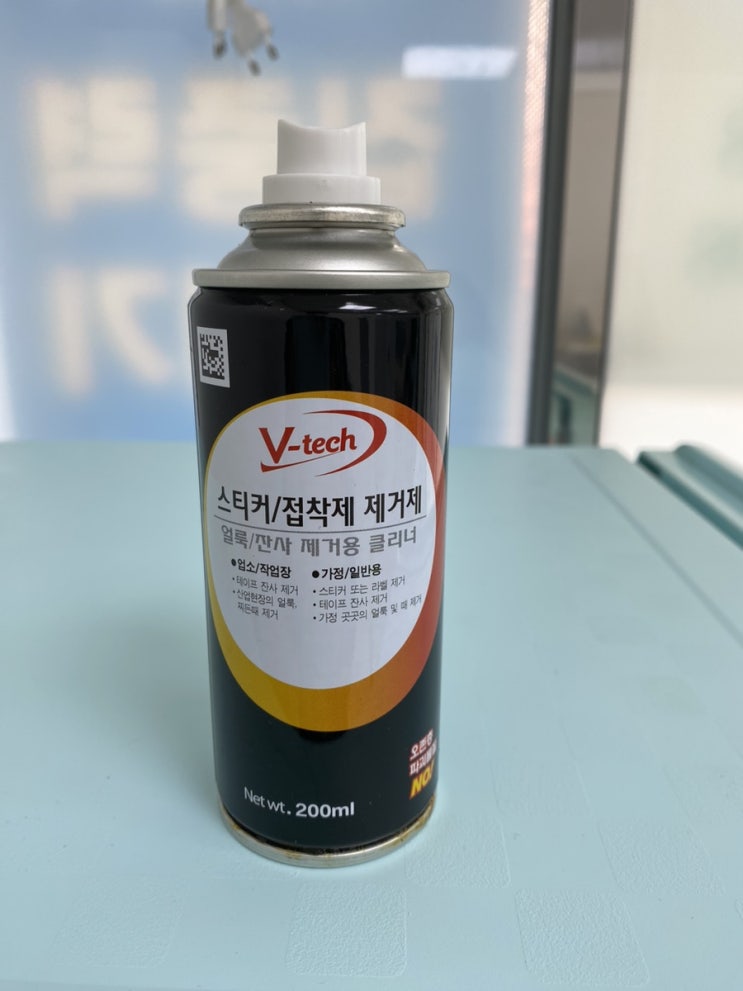 V-tech
스티커/접착제 제거제
얼룩/잔사 제거용 클리너
•업소/작업장
• 테이프 잔사 제거
• 산업현장의 얼룩,
찌든때 제거
•가정/일반용
• 스티커 또는 라벨 제거
• 테이프 잔사 제거
• 가정 곳곳의 얼룩 및 때 제거
오존층
NO!
Net wt. 200ml